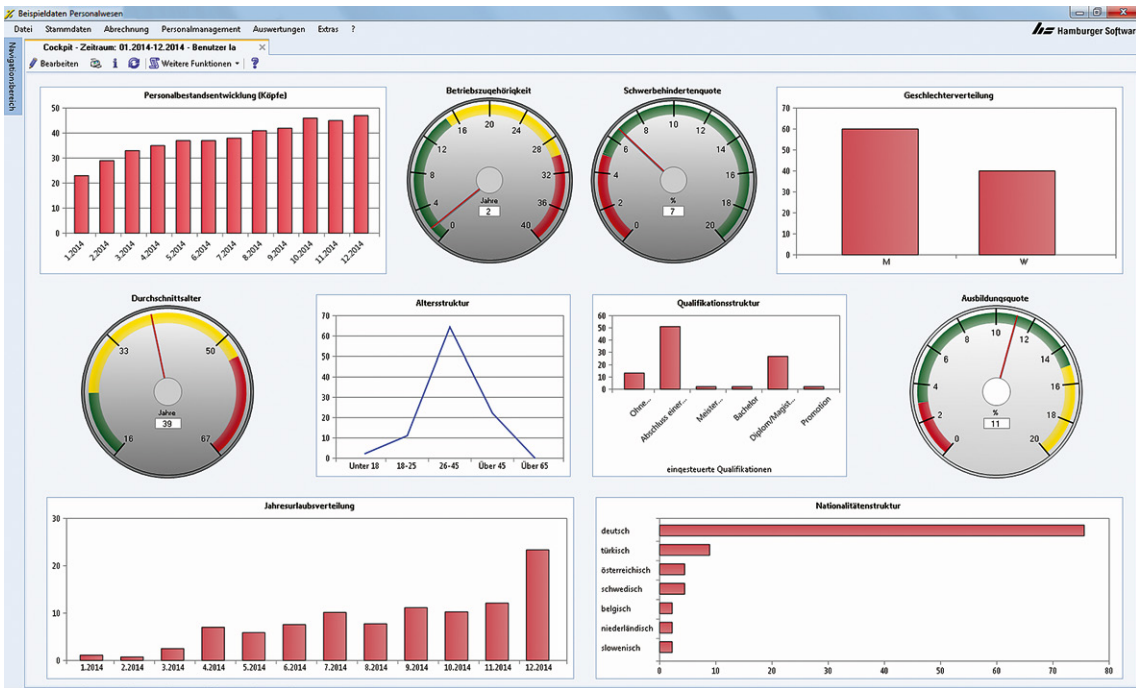 Beispieldaten Personalwesen
Datei Stammdaten Abrechnung Personalmanagement Auswertungen Extras ?
Hamburger Softwar
Navigationsbereich
Cockpit - Zeitraum: 01.2014-12.2014 - Benutzer la
Bearbeiten Weitere Funktionen ?
Personalbestandsentwicklung (Köpfe)
50
40
30
20
10
0
1.2014 2.2014 3.2014 4.2014 5.2014 6.2014 7.2014 8.2014 9.2014 10.2014 11.2014 12.2014
Betriebszugehörigkeit
0 4 8 12 16 20 24 28 32 36 40
Jahre
2
Schwerbehindertenquote
0 2 4 6 8 10 12 14 16 18 20
%
7
Geschlechterverteilung
70
60
50
40
30
20
10
0
M W
Durchschnittsalter
16 33 50 67
Jahre
39
Altersstruktur
70
60
50
40
30
20
10
0
Unter 18 18-25 26-45 Über 45 Über 65
Qualifikationsstruktur
60
50
40
30
20
10
0
Ohne... Abschluss einer... Meister... Bachelor Diplom/Magist... Promotion
eingesteuerte Qualifikationen
Ausbildungsquote
0 2 4 6 8 10 12 14 16 18 20
%
11
Jahresurlaubsverteilung
30
20
10
0
1.2014 2.2014 3.2014 4.2014 5.2014 6.2014 7.2014 8.2014 9.2014 10.2014 11.2014 12.2014
Nationalitätenstruktur
deutsch
türkisch
österreichisch
schwedisch
belgisch
niederländisch
slowenisch
0 10 20 30 40 50 60 70 80